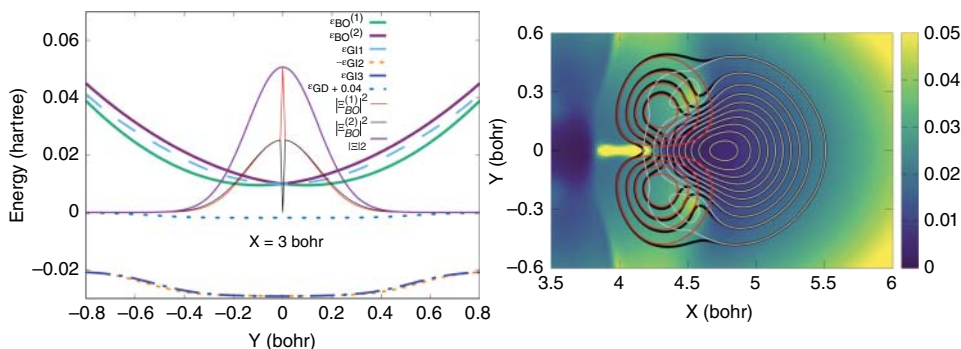 0.06
0.04
0.02
0
−0.02
Energy (hartree)
εBO(1)
εBO(2)
εGI1
−εGI2
εGI3
εGD + 0.04
|Ξ(1)BO|2
|Ξ(2)BO|2
|Ξ|2
X = 3 bohr
−0.8 −0.6 −0.4 −0.2 0 0.2 0.4 0.6 0.8
Y (bohr)
0.6
0.3
0
−0.3
−0.6
Y (bohr)
3.5 4 4.5 5 5.5 6
X (bohr)
0.05
0.04
0.03
0.02
0.01
0